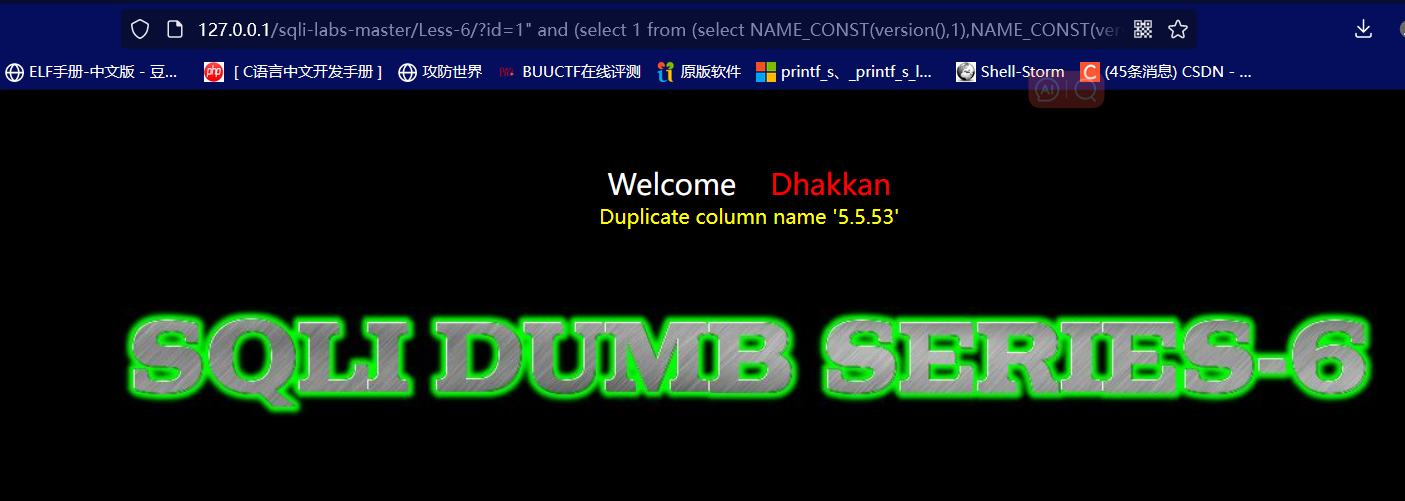 127.0.0.1/sqli-labs-master/Less-6/?id=1" and (select 1 from (select NAME_CONST(version(),1),NAME_CONST(ver
ELF手册-中文版 - 豆... [ C语言中文开发手册 ] 攻防世界 BUUCTF在线评测 原版软件 printf_s、_printf_s_l... Shell-Storm (45条消息) CSDN - ...
AI
Welcome Dhakkan
Duplicate column name '5.5.53'
SQLI DUMB SERIES-6